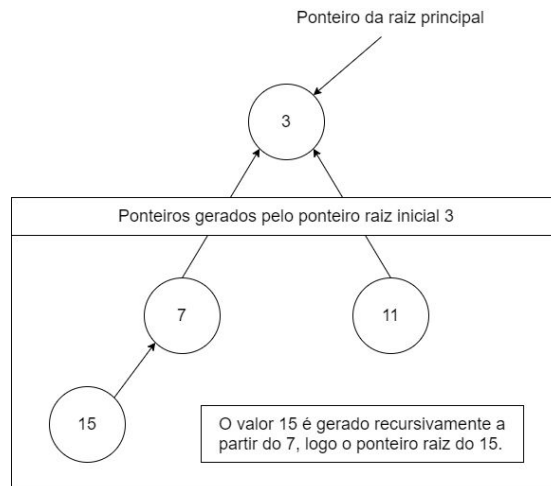 Ponteiro da raiz principal
3
Ponteiros gerados pelo ponteiro raiz inicial 3
7
11
15
O valor 15 é gerado recursivamente a
partir do 7, logo o ponteiro raiz do 15.